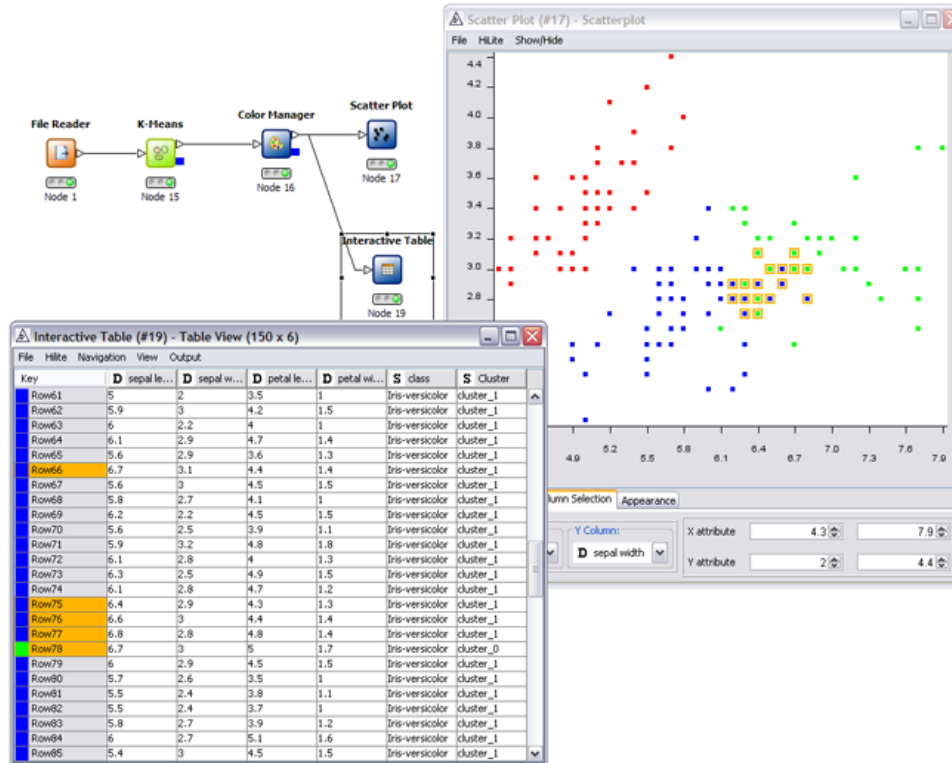 Scatter Plot (#17) - Scatterplot
File HiLite Show/Hide
4.4
4.2
4.0
3.8
3.6
3.4
3.2
3.0
2.8
4.9 5.2 5.5 5.8 6.1 6.4 6.7 7.0 7.3 7.6 7.9
Column Selection Appearance
Y Column:
D sepal width
X attribute 4.3 7.9
Y attribute 2 4.4
File Reader
Node 1
K-Means
Node 15
Color Manager
Node 16
Scatter Plot
Node 17
Interactive Table
Node 19
Interactive Table (#19) - Table View (150 x 6)
File Hilite Navigation View Output
Key D sepal le... D sepal w... D petal le... D petal wi... S class S Cluster
Row61 5 2 3.5 1 Iris-versicolor cluster_1
Row62 5.9 3 4.2 1.5 Iris-versicolor cluster_1
Row63 6 2.2 4 1 Iris-versicolor cluster_1
Row64 6.1 2.9 4.7 1.4 Iris-versicolor cluster_1
Row65 5.6 2.9 3.6 1.3 Iris-versicolor cluster_1
Row66 6.7 3.1 4.4 1.4 Iris-versicolor cluster_1
Row67 5.6 3 4.5 1.5 Iris-versicolor cluster_1
Row68 5.8 2.7 4.1 1 Iris-versicolor cluster_1
Row69 6.2 2.2 4.5 1.5 Iris-versicolor cluster_1
Row70 5.6 2.5 3.9 1.1 Iris-versicolor cluster_1
Row71 5.9 3.2 4.8 1.8 Iris-versicolor cluster_1
Row72 6.1 2.8 4 1.3 Iris-versicolor cluster_1
Row73 6.3 2.5 4.9 1.5 Iris-versicolor cluster_1
Row74 6.1 2.8 4.7 1.2 Iris-versicolor cluster_1
Row75 6.4 2.9 4.3 1.3 Iris-versicolor cluster_1
Row76 6.6 3 4.4 1.4 Iris-versicolor cluster_1
Row77 6.8 2.8 4.8 1.4 Iris-versicolor cluster_1
Row78 6.7 3 5 1.7 Iris-versicolor cluster_0
Row79 6 2.9 4.5 1.5 Iris-versicolor cluster_1
Row80 5.7 2.6 3.5 1 Iris-versicolor cluster_1
Row81 5.5 2.4 3.8 1.1 Iris-versicolor cluster_1
Row82 5.5 2.4 3.7 1 Iris-versicolor cluster_1
Row83 5.8 2.7 3.9 1.2 Iris-versicolor cluster_1
Row84 6 2.7 5.1 1.6 Iris-versicolor cluster_1
Row85 5.4 3 4.5 1.5 Iris-versicolor cluster_1